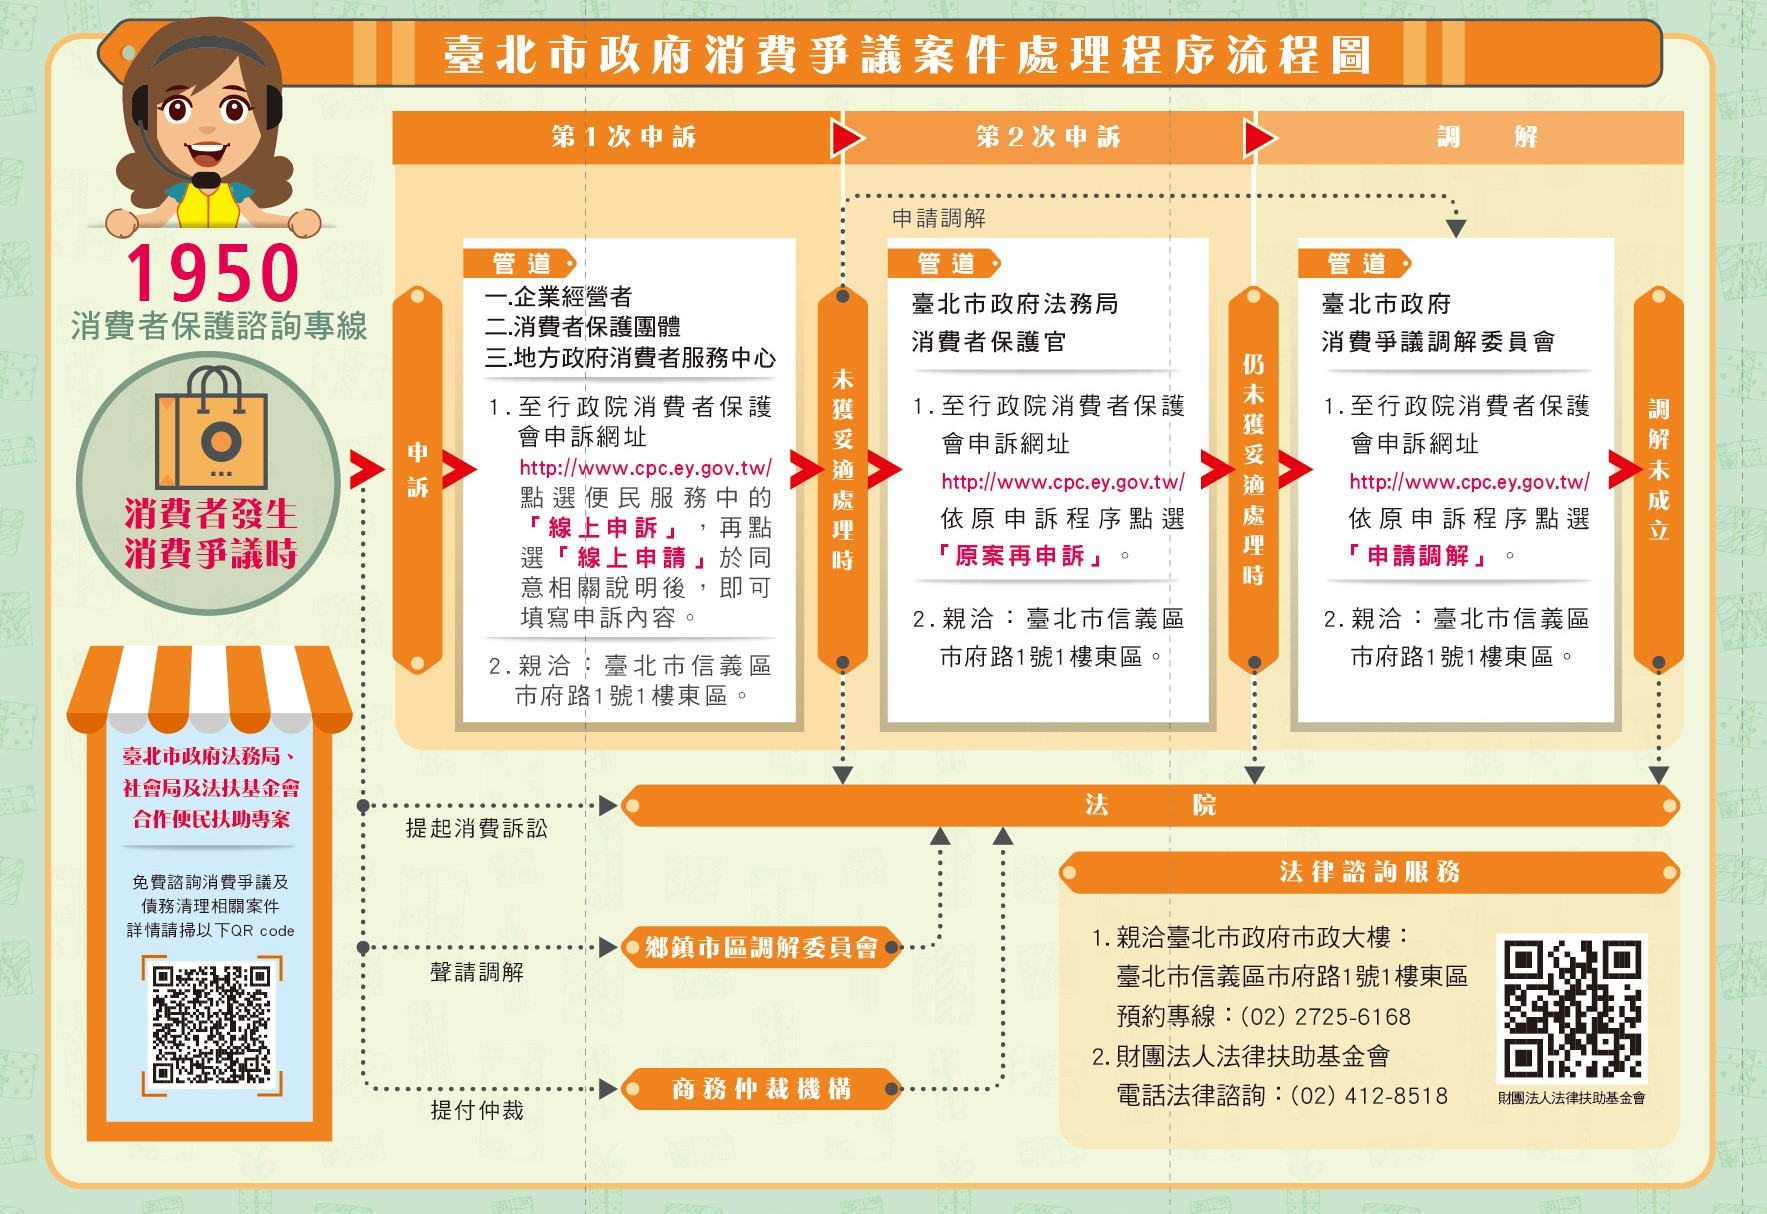 臺北市政府消費爭議案件處理程序流程圖
1950
消費者保護諮詢專線
消費者發生
消費爭議時
第1次申訴
第2次申訴
調解
申請調解
申訴
管道
一.企業經營者
二.消費者保護團體
三.地方政府消費者服務中心
1.至行政院消費者保護
會申訴網址
http://www.cpc.ey.gov.tw/
點選便民服務中的
「線上申訴」，再點
選「線上申請」於同
意相關說明後，即可
填寫申訴內容。
2.親洽：臺北市信義區
市府路1號1樓東區。
未獲妥適處理時
管道
臺北市政府法務局
消費者保護官
1.至行政院消費者保護
會申訴網址
http://www.cpc.ey.gov.tw/
依原申訴程序點選
「原案再申訴」。
2.親洽：臺北市信義區
市府路1號1樓東區。
仍未獲妥適處理時
管道
臺北市政府
消費爭議調解委員會
1.至行政院消費者保護
會申訴網址
http://www.cpc.ey.gov.tw/
依原申訴程序點選
「申請調解」。
2.親洽：臺北市信義區
市府路1號1樓東區。
調解未成立
臺北市政府法務局、
社會局及法扶基金會
合作便民扶助專案
免費諮詢消費爭議及
債務清理相關案件
詳情請掃以下QR code
提起消費訴訟
法院
聲請調解
鄉鎮市區調解委員會
提付仲裁
商務仲裁機構
法律諮詢服務
1.親洽臺北市政府市政大樓：
臺北市信義區市府路1號1樓東區
預約專線：(02) 2725-6168
2.財團法人法律扶助基金會
電話法律諮詢：(02) 412-8518
財團法人法律扶助基金會